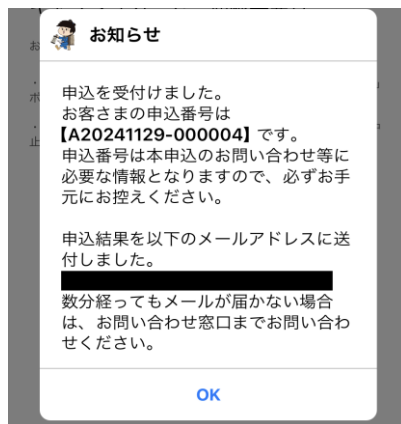 お知らせ
申込を受付けました。
お客さまの申込番号は
【A20241129-000004】です。
申込番号は本申込のお問い合わせ等に
必要な情報となりますので、必ずお手
元にお控えください。
申込結果を以下のメールアドレスに送
付しました。
数分経ってもメールが届かない場合
は、お問い合わせ窓口までお問い合わ
せください。
OK